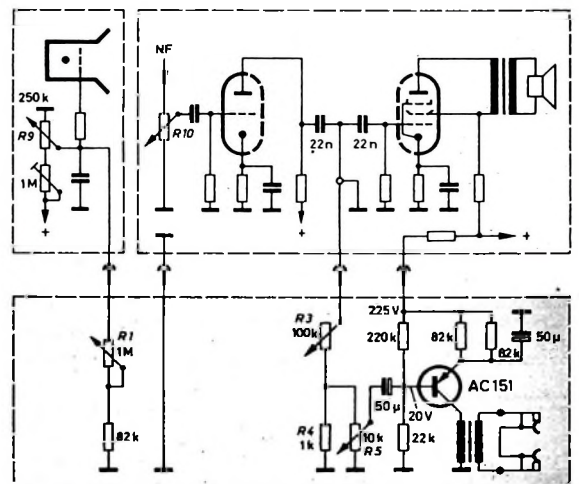 NF
250k
R9
1M
+
R10
22n
22n
+
+
R1
1M
82k
R3
100k
R4
1k
10k
R5
50µ
225V
220k
20V
22k
82k
82k
50µ
AC151